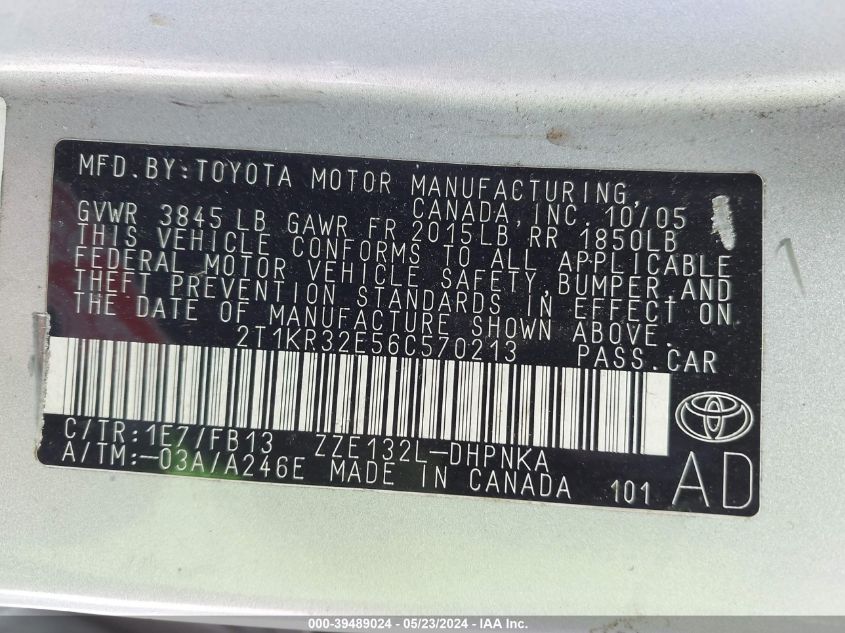 MFD.BY:TOYOTA MOTOR MANUFACTURING,
CANADA, INC. 10/05
GVWR 3845 LB GAWR FR 2015LB RR 1850LB
THIS VEHICLE CONFORMS TO ALL APPLICABLE
FEDERAL MOTOR VEHICLE SAFETY,BUMPER,AND
THEFT PREVENTION STANDARDS IN EFFECT ON
THE DATE OF MANUFACTURE SHOWN ABOVE.
2T1KR32E56C570213 PASS.CAR
C/TR:1E7/FB13 ZZE132L-DHPNKA
A/TM:-03A/A246E MADE IN CANADA 101 AD
000-39489024 - 05/23/2024 - IAA Inc.